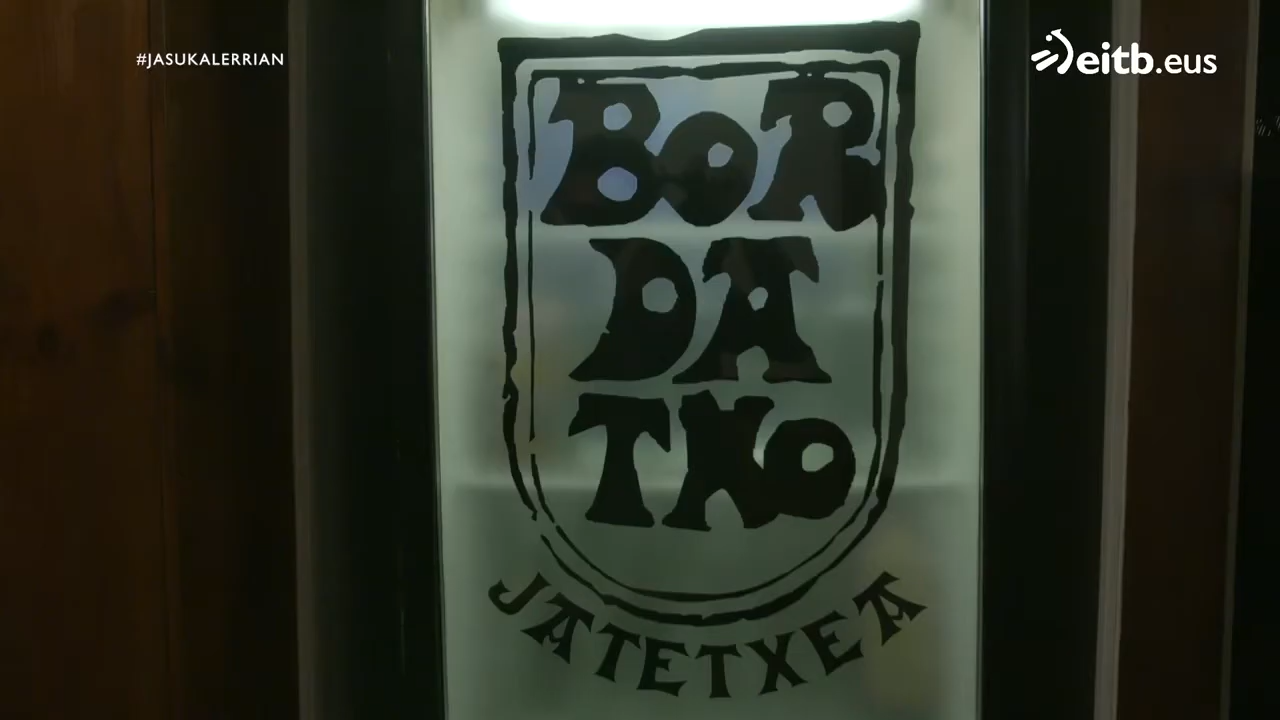 #JASUKALERRIAN
eitb.eus
BOR
DA
TXO
JATETXEA